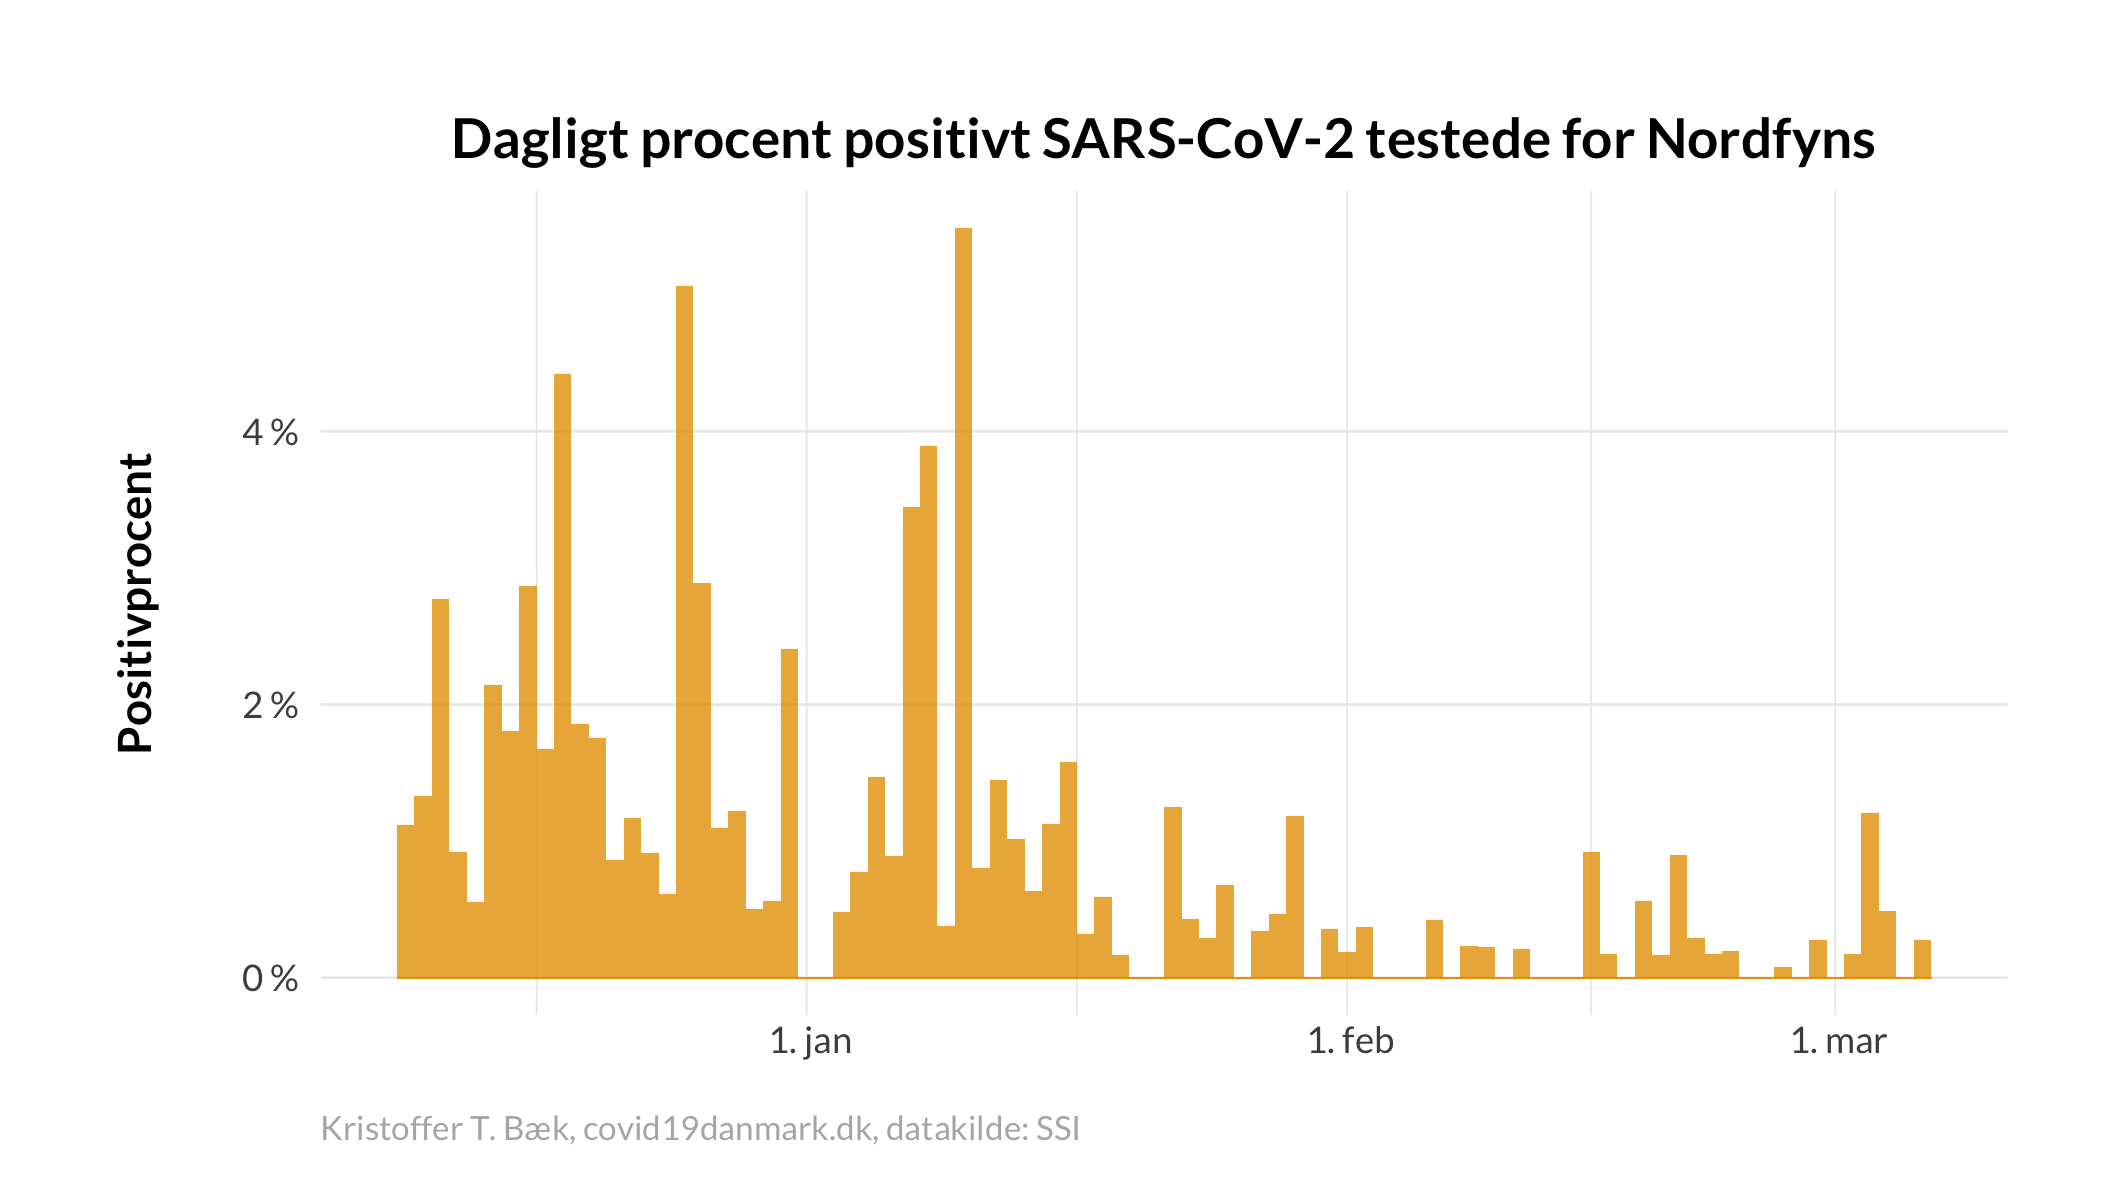 Dagligt procent positivt SARS-CoV-2 testede for Nordfyns
Positivprocent
4 %
2 %
0 %
1. jan
1. feb
1. mar
Kristoffer T. Bæk, covid19danmark.dk, datakilde: SSI